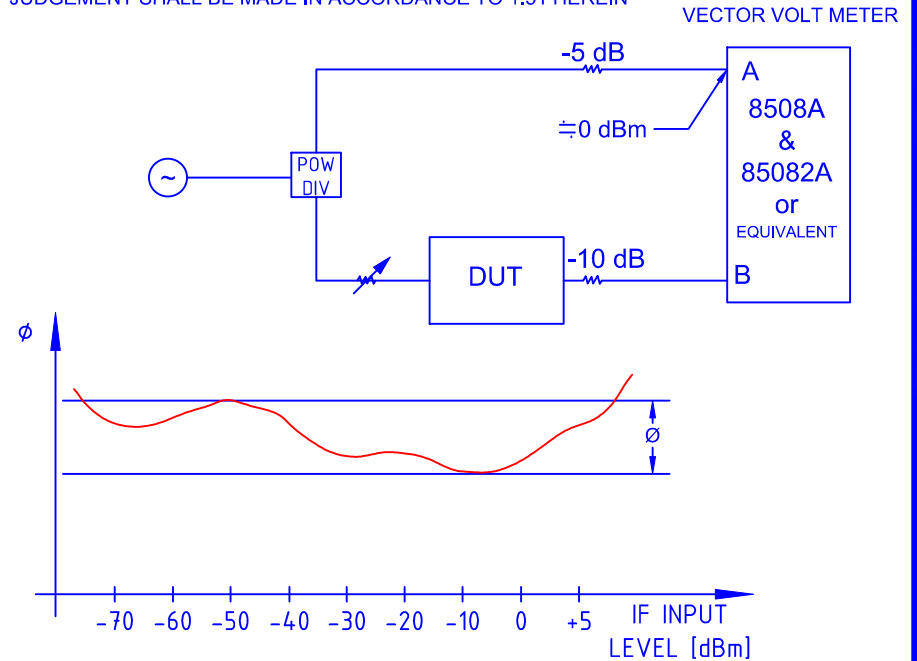 VECTOR VOLT METER
-5 dB
A
≒0 dBm
8508A
&
85082A
or
EQUIVALENT
~
POW
DIV
DUT
-10 dB
B
ϕ
Ø
-70 -60 -50 -40 -30 -20 -10 0 +5
IF INPUT
LEVEL [dBm]